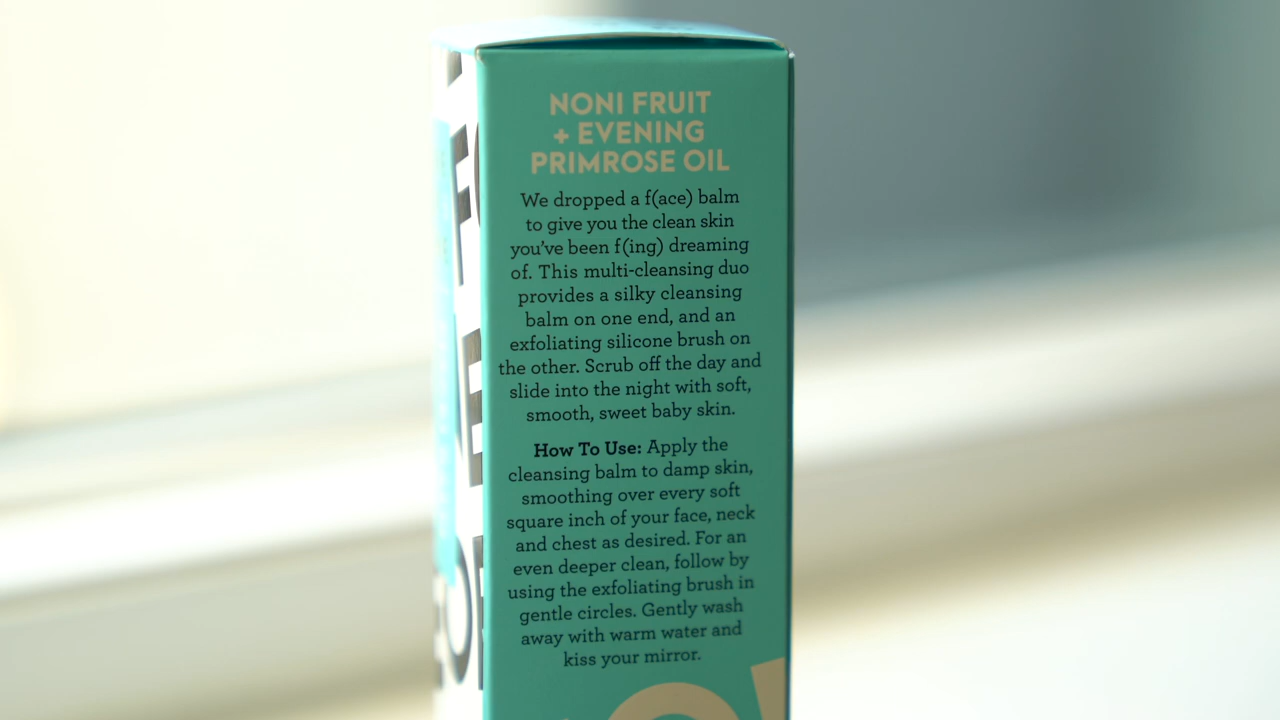 NONI FRUIT
+ EVENING
PRIMROSE OIL
We dropped a f(ace) balm
to give you the clean skin
you've been f(ing) dreaming
of. This multi-cleansing duo
provides a silky cleansing
balm on one end, and an
exfoliating silicone brush on
the other. Scrub off the day and
slide into the night with soft,
smooth, sweet baby skin.
How To Use: Apply the
cleansing balm to damp skin,
smoothing over every soft
square inch of your face, neck
and chest as desired. For an
even deeper clean, follow by
using the exfoliating brush in
gentle circles. Gently wash
away with warm water and
kiss your mirror.